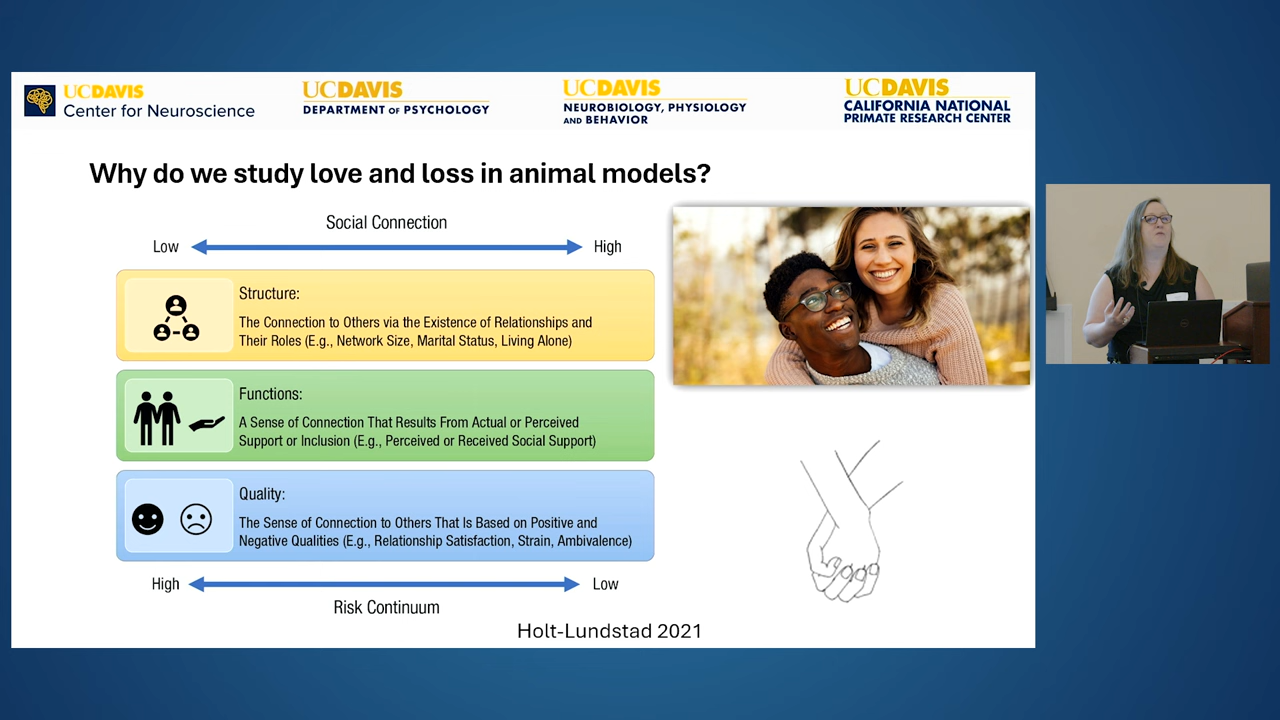 UCDAVIS
Center for Neuroscience
UCDAVIS
DEPARTMENT OF PSYCHOLOGY
UCDAVIS
NEUROBIOLOGY, PHYSIOLOGY
AND BEHAVIOR
UCDAVIS
CALIFORNIA NATIONAL
PRIMATE RESEARCH CENTER
Why do we study love and loss in animal models?
Social Connection
Low
High
Structure:
The Connection to Others via the Existence of Relationships and
Their Roles (E.g., Network Size, Marital Status, Living Alone)
Functions:
A Sense of Connection That Results From Actual or Perceived
Support or Inclusion (E.g., Perceived or Received Social Support)
Quality:
The Sense of Connection to Others That Is Based on Positive and
Negative Qualities (E.g., Relationship Satisfaction, Strain, Ambivalence)
High
Low
Risk Continuum
Holt-Lundstad 2021